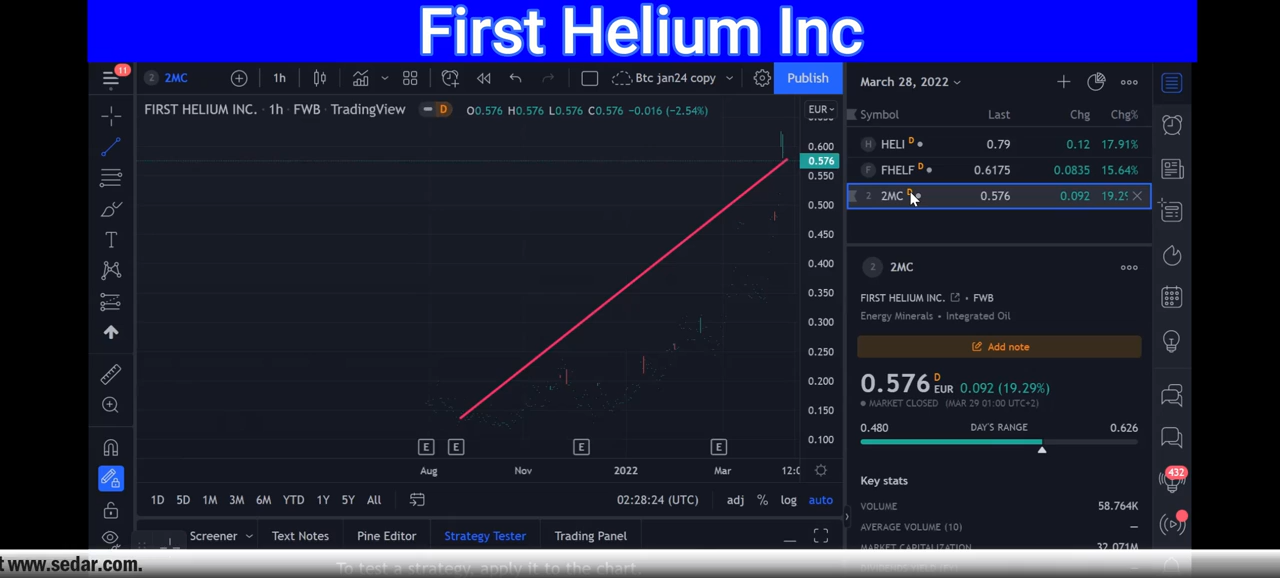 First Helium Inc
11
2
2MC
1h
Btc jan24 copy
Publish
March 28, 2022
FIRST HELIUM INC. · 1h · FWB · TradingView
D
O0.576 H0.576 L0.576 C0.576 -0.016 (-2.54%)
EUR
Symbol
Last
Chg
Chg%
H HELI D
0.79
0.12
17.91%
F FHELF D
0.6175
0.0835
15.64%
2 2MC D
0.576
0.092
0.600
0.576
0.550
0.500
0.450
0.400
0.350
0.300
0.250
0.200
0.150
0.100
2
2MC
FIRST HELIUM INC.
• FWB
Energy Minerals • Integrated Oil
Add note
0.576 D EUR 0.092 (19.29%)
MARKET CLOSED (MAR 29 01:00 UTC+2)
0.480
DAY'S RANGE
0.626
E
E
E
E
Aug
Nov
2022
Mar
Key stats
VOLUME
58.764K
AVERAGE VOLUME (10)
—
MARKET CAPITALIZATION
32.071M
432
1D 5D 1M 3M 6M YTD 1Y 5Y All
02:28:24 (UTC)
adj % log auto
Screener
Text Notes
Pine Editor
Strategy Tester
Trading Panel
www.sedar.com.
To test a strategy, apply it to the chart.